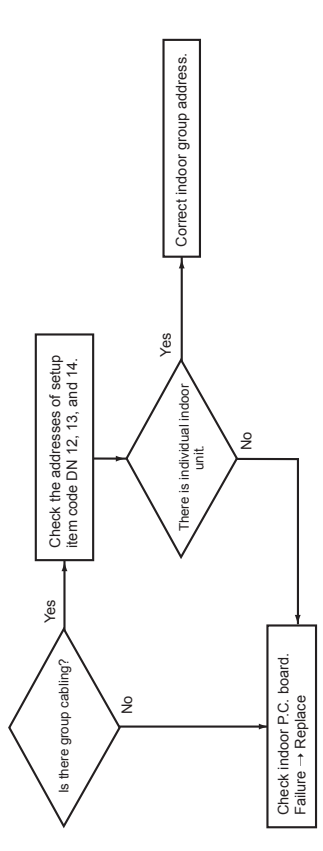 Is there group cabling?
Yes
No
Check the addresses of setup
item code DN 12, 13, and 14.
There is individual indoor
unit.
Yes
No
Correct indoor group address.
Check indoor P.C. board.
Failure → Replace